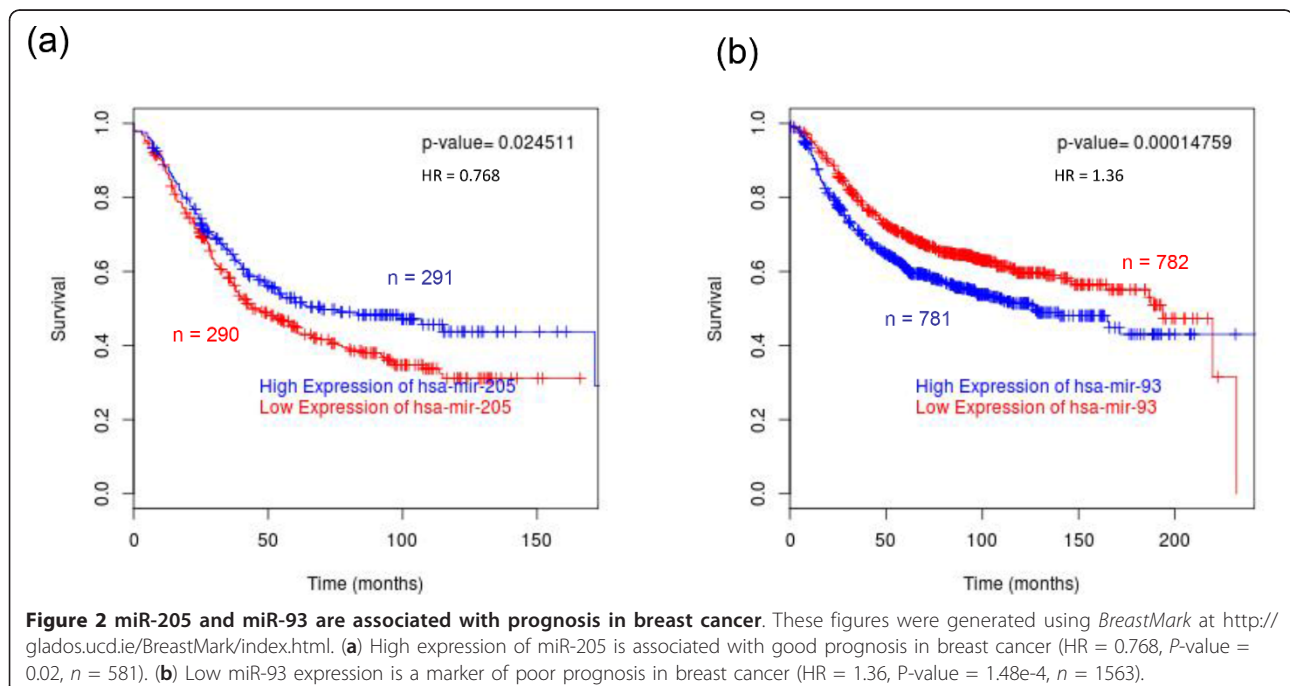 (a)
1.0
0.8
0.6
0.4
0.2
0.0
Survival
p-value= 0.024511
HR = 0.768
n = 291
n = 290
High Expression of hsa-mir-205
Low Expression of hsa-mir-205
0 50 100 150
Time (months)
(b)
1.0
0.8
0.6
0.4
0.2
0.0
Survival
p-value= 0.00014759
HR = 1.36
n = 782
n = 781
High Expression of hsa-mir-93
Low Expression of hsa-mir-93
0 50 100 150 200
Time (months)
Figure 2 miR-205 and miR-93 are associated with prognosis in breast cancer. These figures were generated using BreastMark at http://
glados.ucd.ie/BreastMark/index.html. (a) High expression of miR-205 is associated with good prognosis in breast cancer (HR = 0.768, P-value =
0.02, n = 581). (b) Low miR-93 expression is a marker of poor prognosis in breast cancer (HR = 1.36, P-value = 1.48e-4, n = 1563).